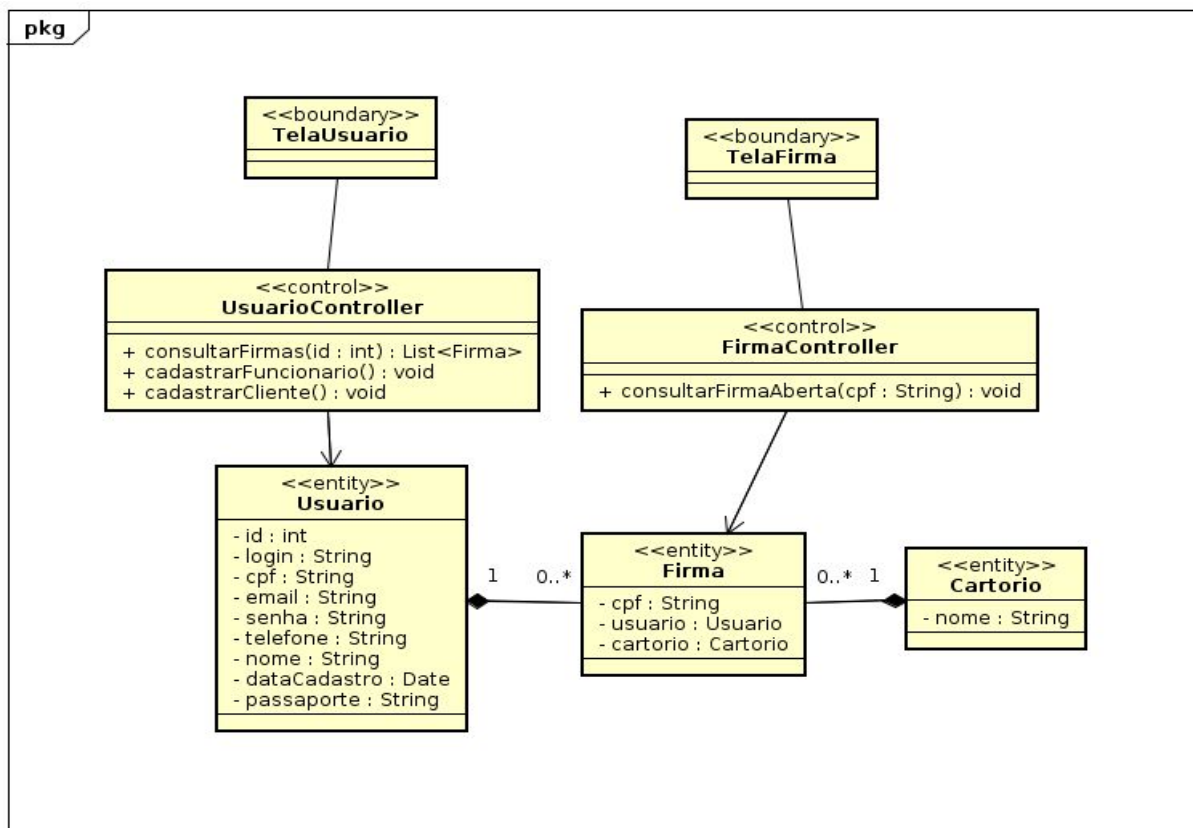 pkg
<<boundary>>
TelaUsuario
<<boundary>>
TelaFirma
<<control>>
UsuarioController
+ consultarFirmas(id : int) : List<Firma>
+ cadastrarFuncionario() : void
+ cadastrarCliente() : void
<<control>>
FirmaController
+ consultarFirmaAberta(cpf : String) : void
<<entity>>
Usuario
- id : int
- login : String
- cpf : String
- email : String
- senha : String
- telefone : String
- nome : String
- dataCadastro : Date
- passaporte : String
1
0..*
<<entity>>
Firma
- cpf : String
- usuario : Usuario
- cartorio : Cartorio
0..*
1
<<entity>>
Cartorio
- nome : String